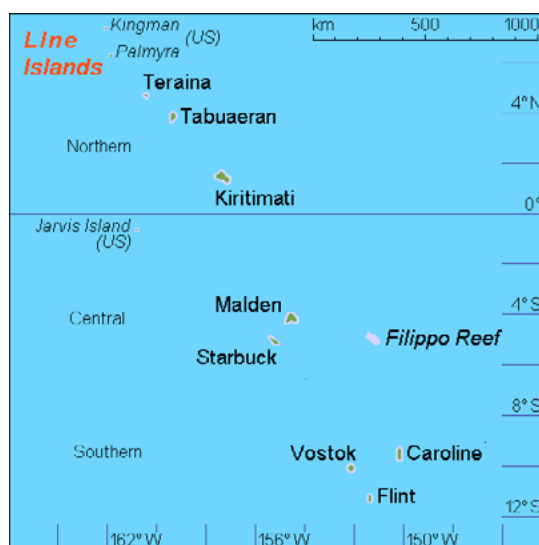 Kingman
(US)
Palmyra
km 500 1000
LIne
Islands
Teraina
4°N
Tabuaeran
Northern
Kiritimati
0°
Jarvis Island
(US)
Malden
4°S
Central
Filippo Reef
Starbuck
8°S
Southern
Vostok
Caroline
Flint
12°S
162°W
156°W
150°W